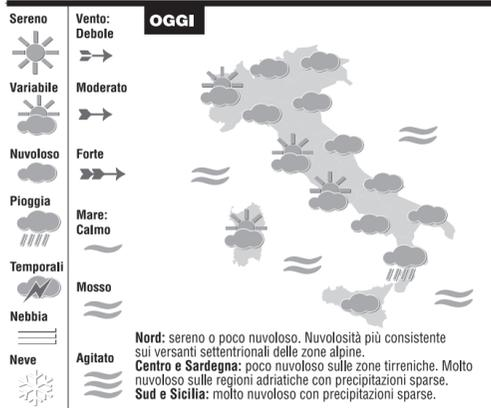 Sereno
Variabile
Nuvoloso
Pioggia
Temporali
Nebbia
Neve
Vento:
Debole
Moderato
Forte
Mare:
Calmo
Mosso
Agitato
OGGI
Nord: sereno o poco nuvoloso. Nuvolosità più consistente
sui versanti settentrionali delle zone alpine.
Centro e Sardegna: poco nuvoloso sulle zone tirreniche. Molto
nuvoloso sulle regioni adriatiche con precipitazioni sparse.
Sud e Sicilia: molto nuvoloso con precipitazioni sparse.